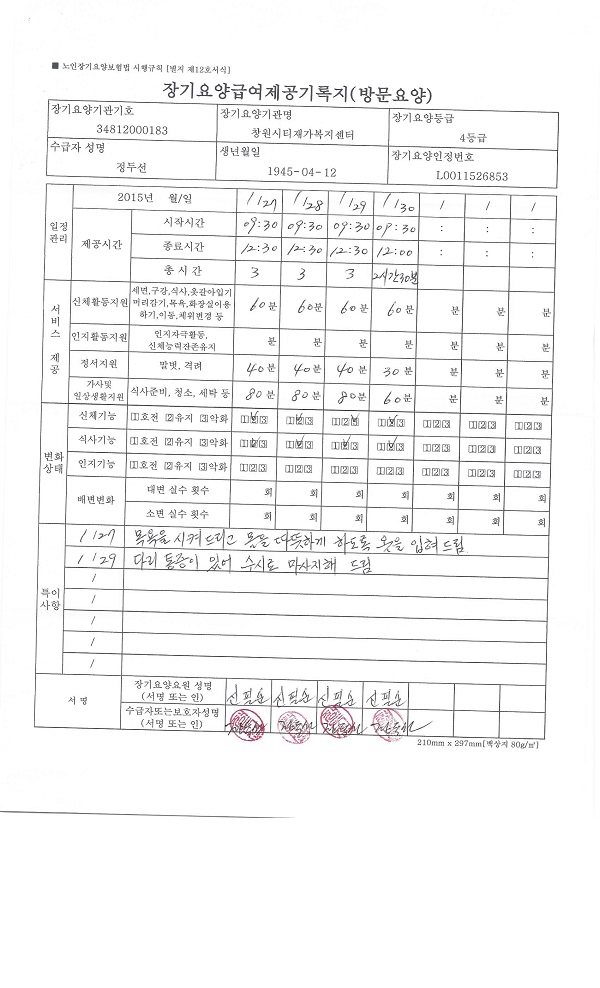 ■ 노인장기요양보험법 시행규칙 [별지 제12호서식]
장기요양급여제공기록지(방문요양)
장기요양기관기호 장기요양기관명 장기요양등급
34812000183 창원시티재가복지센터 4등급
수급자 성명 생년월일 장기요양인정번호
정두선 1945-04-12 L0011526853
일정관리
2015년 월/일 1/27 1/28 1/29 1/30 / / /
제공시간
시작시간 09:30 09:30 09:30 09:30 : : :
종료시간 12:30 12:30 12:30 12:00 : : :
총 시간 3 3 3 2시간30분
서비스 제공
신체활동지원
세면,구강,식사,옷갈아입기
머리감기,목욕,화장실이용
하기,이동,체위변경 등
60분 60분 60분 60분 분 분 분
인지활동지원
인지자극활동,
신체능력잔존유지
분 분 분 분 분 분 분
정서지원 말벗, 격려 40분 40분 40분 30분 분 분 분
가사및
일상생활지원
식사준비, 청소, 세탁 등 80분 80분 80분 60분 분 분 분
변화상태
신체기능 1호전 2유지 3악화 123 123 123 123 123 123 123
식사기능 1호전 2유지 3악화 123 123 123 123 123 123 123
인지기능 1호전 2유지 3악화 123 123 123 123 123 123 123
배변변화
대변 실수 횟수 회 회 회 회 회 회 회
소변 실수 횟수 회 회 회 회 회 회 회
특이사항
1/27 목욕을 시켜드리고 몸을 따뜻하게 하도록 옷을 입혀드림
1/29 다리 통증이 있어 수시로 마사지해 드림
/
/
/
/
서 명
장기요양요원 성명
(서명 또는 인)
신필순 신필순 신필순 신필순
수급자또는보호자성명
(서명 또는 인)
정두선 정두선 정두선 정두선
210mm x 297mm[백상지 80g/㎡]